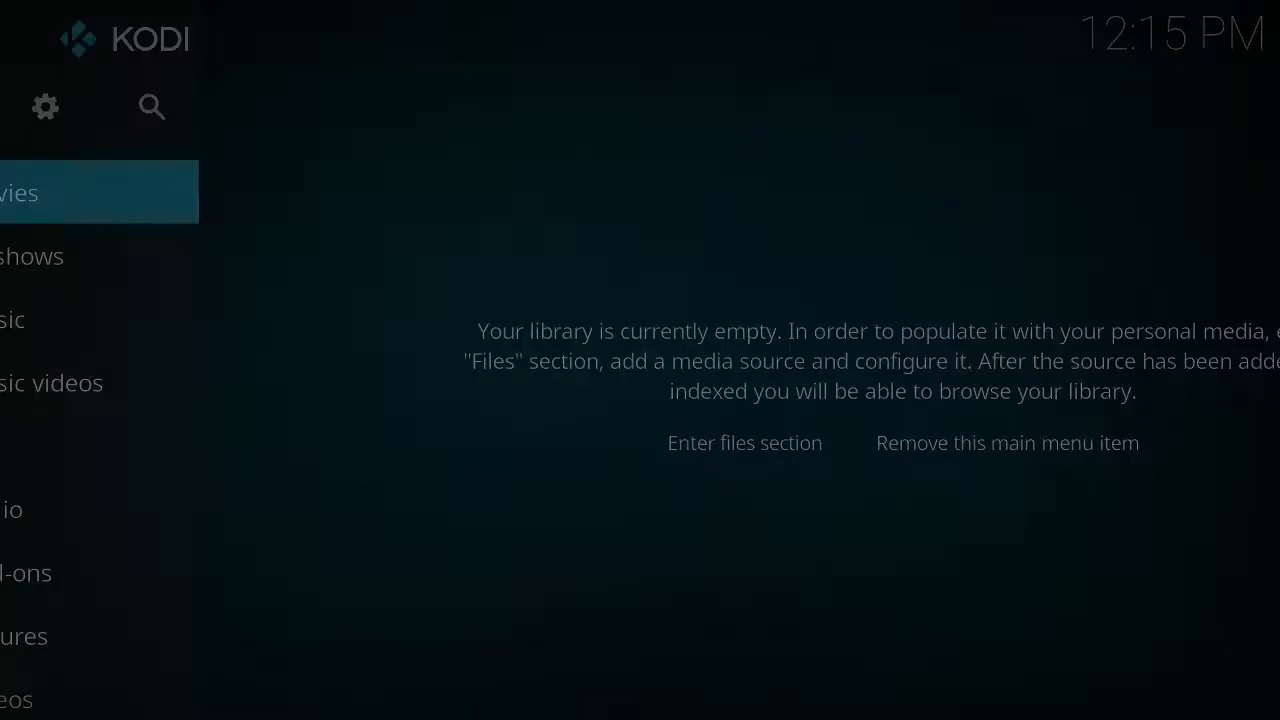 KODI
12:15 PM
vies
shows
sic
sic videos
io
l-ons
ures
eos
Your library is currently empty. In order to populate it with your personal media,
"Files" section, add a media source and configure it. After the source has been adde
indexed you will be able to browse your library.
Enter files section
Remove this main menu item